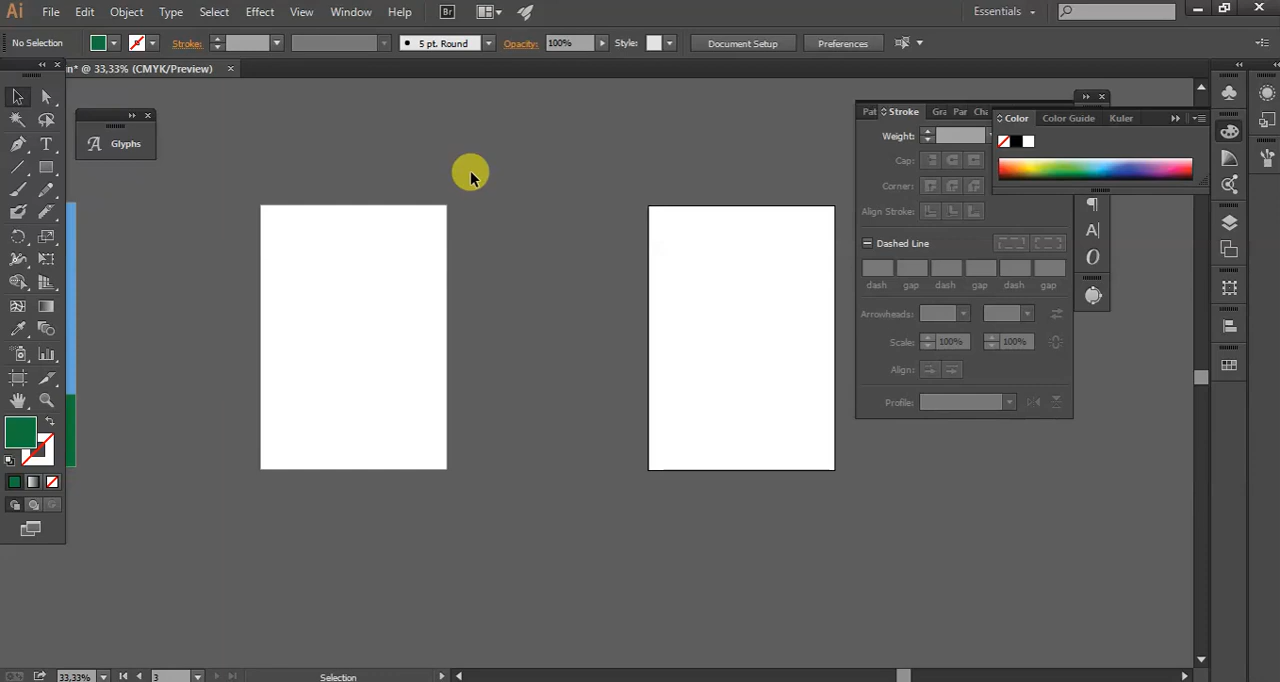 Ai File Edit Object Type Select Effect View Window Help Br Essentials
No Selection Stroke: 5 pt. Round Opacity: 100% Style: Document Setup Preferences
n* @ 33,33% (CMYK/Preview)
Glyphs
Pat Stroke Gra Par Cha
Color Color Guide Kuler
Weight:
Cap:
Corner:
Align Stroke:
Dashed Line
dash gap dash gap dash gap
Arrowheads:
Scale: 100% 100%
Align:
Profile:
33,33% 3 Selection